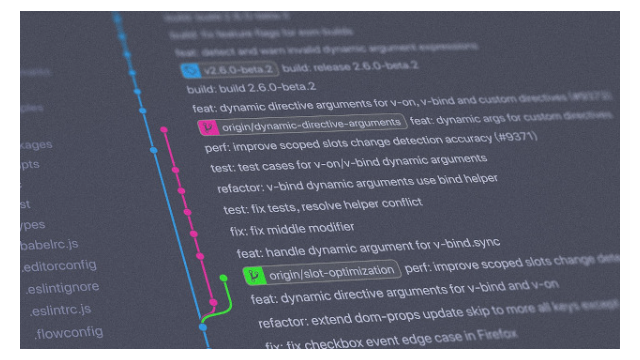 build: build 2.6.0-beta.3
build: fix feature flags for esm builds
feat: detect and warn invalid dynamic argument expressions
v2.6.0-beta.2 build: release 2.6.0-beta.2
build: build 2.6.0-beta.2
feat: dynamic directive arguments for v-on, v-bind and custom directives (#9373)
origin/dynamic-directive-arguments feat: dynamic args for custom directives
perf: improve scoped slots change detection accuracy (#9371)
test: test cases for v-on/v-bind dynamic arguments
refactor: v-bind dynamic arguments use bind helper
test: fix tests, resolve helper conflict
fix: fix middle modifier
feat: handle dynamic argument for v-bind.sync
origin/slot-optimization perf: improve scoped slots change
feat: dynamic directive arguments for v-bind and v-on
refactor: extend dom-props update skip to more all keys except
fix: fix checkbox event edge case in Firefox
kages
pts
st
ypes
babelrc.js
.editorconfig
.eslintignore
.eslintrc.js
.flowconfig